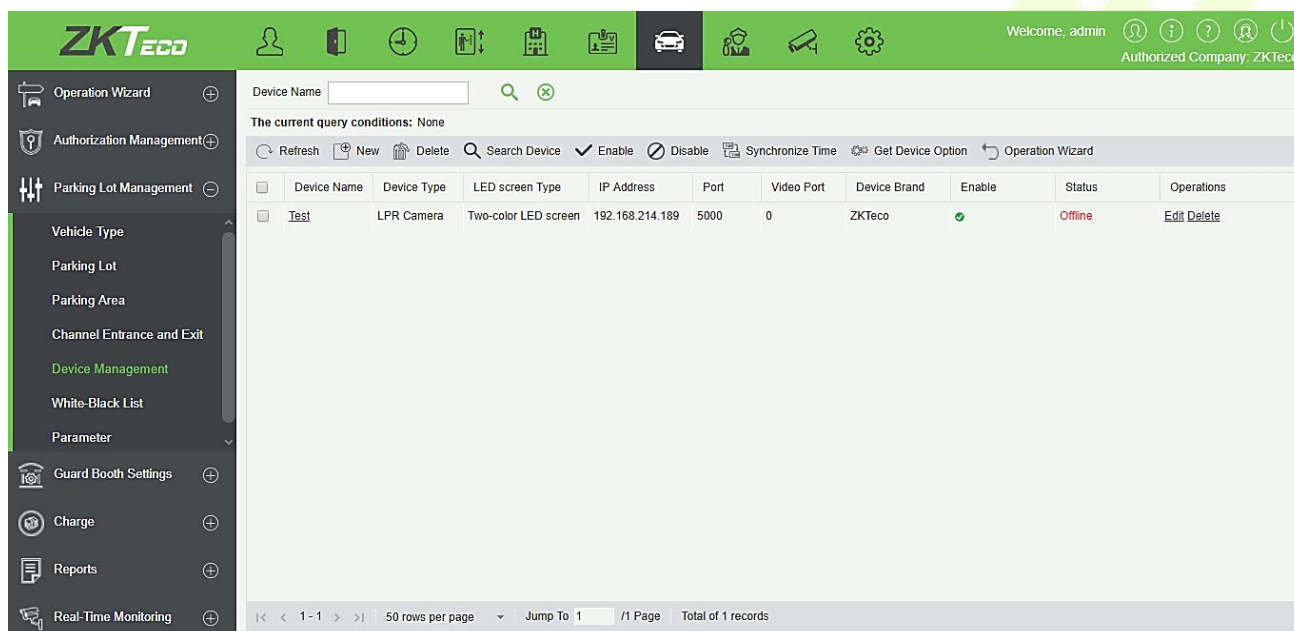 ZKTECO
Welcome, admin
Authorized Company: ZKTeco
Operation Wizard
Authorization Management
Parking Lot Management
Vehicle Type
Parking Lot
Parking Area
Channel Entrance and Exit
Device Management
White-Black List
Parameter
Guard Booth Settings
Charge
Reports
Real-Time Monitoring
Device Name
The current query conditions: None
Refresh New Delete Search Device Enable Disable Synchronize Time Get Device Option Operation Wizard
Device Name Device Type LED screen Type IP Address Port Video Port Device Brand Enable Status Operations
Test LPR Camera Two-color LED screen 192.168.214.189 5000 0 ZKTeco Offline Edit Delete
|< < 1 - 1 > >| 50 rows per page Jump To 1 /1 Page Total of 1 records